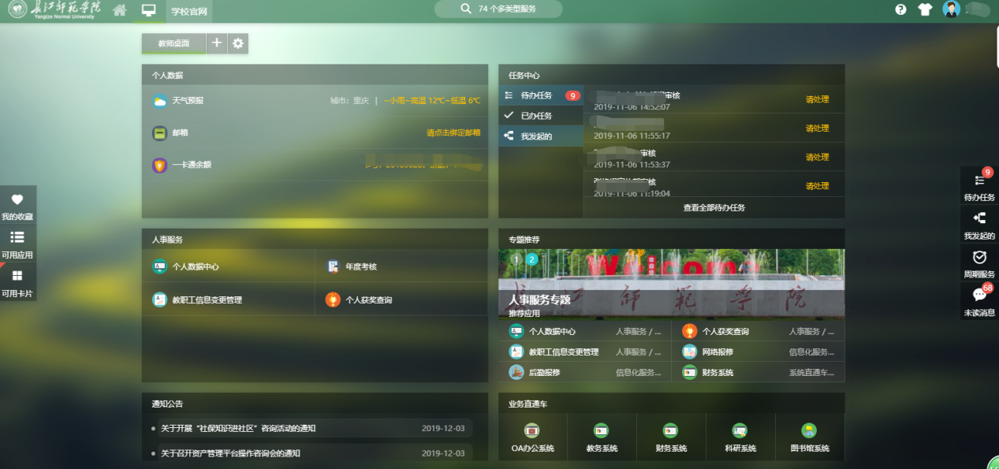 长江师范学院
Yangtze Normal University
学校官网
74 个多类型服务
教师桌面
个人数据
天气预报
城市: 重庆 | ~小雨~高温 12℃~低温 6℃
邮箱
请点击绑定邮箱
一卡通余额
任务中心
待办任务 9
已办任务
我发起的
审核
2019-11-06 14:52:07
请处理
2019-11-06 11:55:17
请处理
审核
2019-11-06 11:53:37
请处理
审核
2019-11-06 11:19:04
请处理
查看全部待办任务
我的收藏
可用应用
可用卡片
9
待办任务
我发起的
周期服务
68
未读消息
人事服务
个人数据中心
年度考核
教职工信息变更管理
个人获奖查询
专题推荐
1 2
Welcome
长江师范学院
人事服务专题
推荐应用
个人数据中心 人事服务 / ...
个人获奖查询 人事服务 / ...
教职工信息变更管理 人事服务 / ...
网络报修 信息化服务...
后勤报修 信息化服务...
财务系统 系统直通车...
通知公告
关于开展“社保知识进社区”咨询活动的通知 2019-12-03
关于召开资产管理平台操作咨询会的通知 2019-12-03
业务直通车
OA办公系统
教务系统
财务系统
科研系统
图书馆系统